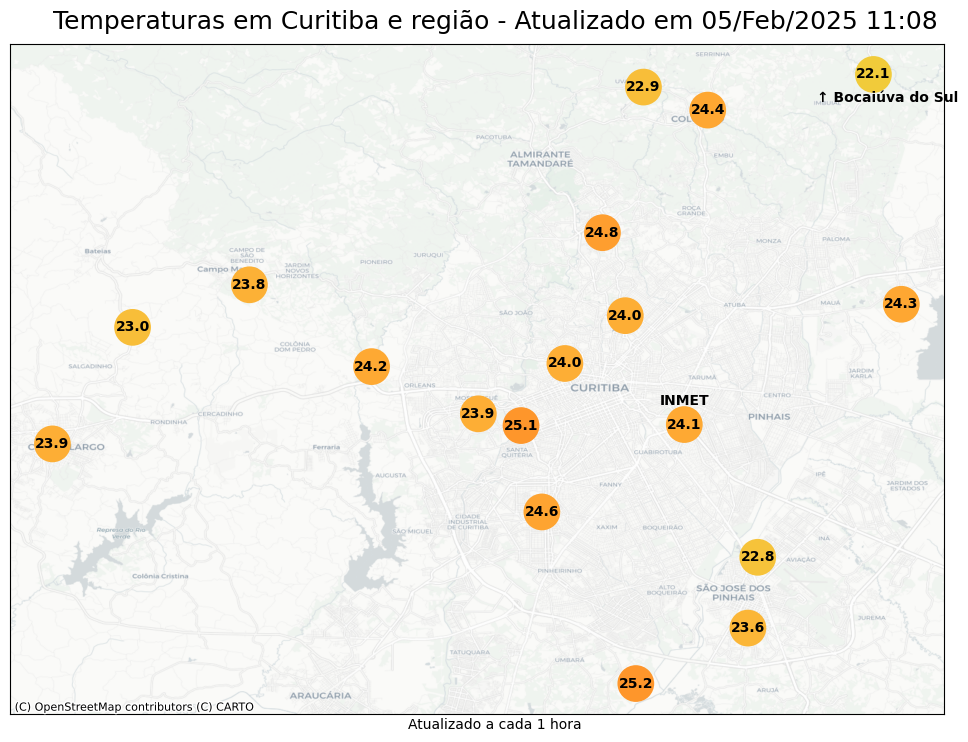 Temperaturas em Curitiba e região - Atualizado em 05/Feb/2025 11:08
SERRINHA
22.1
22.9
↑ Bocaiúva do Sul
24.4
PACOTUBA
ALMIRANTE
TAMANDARÉ
EMBU
ROÇA
GRANDE
24.8
MONZA
PALOMA
Bateias
CAMPO DE
SÃO
BENEDITO
JURUQUI
PIONEIRO
JARDIM
NOVOS
HORIZONTES
23.8
24.3
MAUÁ
ATUBA
SÃO JOÃO
24.0
23.0
COLÔNIA
DOM PEDRO
24.0
24.2
SALGADINHO
JARDIM
KARLA
TARUMÃ
ORLEANS
CURITIBA
CENTRO
INMET
23.9
CERCADINHO
PINHAIS
RONDINHA
25.1
24.1
23.9
Ferraria
SANTA
QUITÉRIA
GUABIROTUBA
AUGUSTA
IPÊ
FANNY
JARDIM DOS
ESTADOS I
24.6
CIDADE
INDUSTRIAL
DE CURITIBA
SÃO MIGUEL
XAXIM
BOQUEIRÃO
Represa do Rio
Verde
INÁ
22.8
AVIAÇÃO
PINHEIRINHO
Colônia Cristina
ALTO
BOQUEIRÃO
SÃO JOSÉ DOS
PINHAIS
JUREMA
23.6
TATUQUARA
UMBARÁ
25.2
ARUJÁ
ARAUCÁRIA
(C) OpenStreetMap contributors (C) CARTO
Atualizado a cada 1 hora